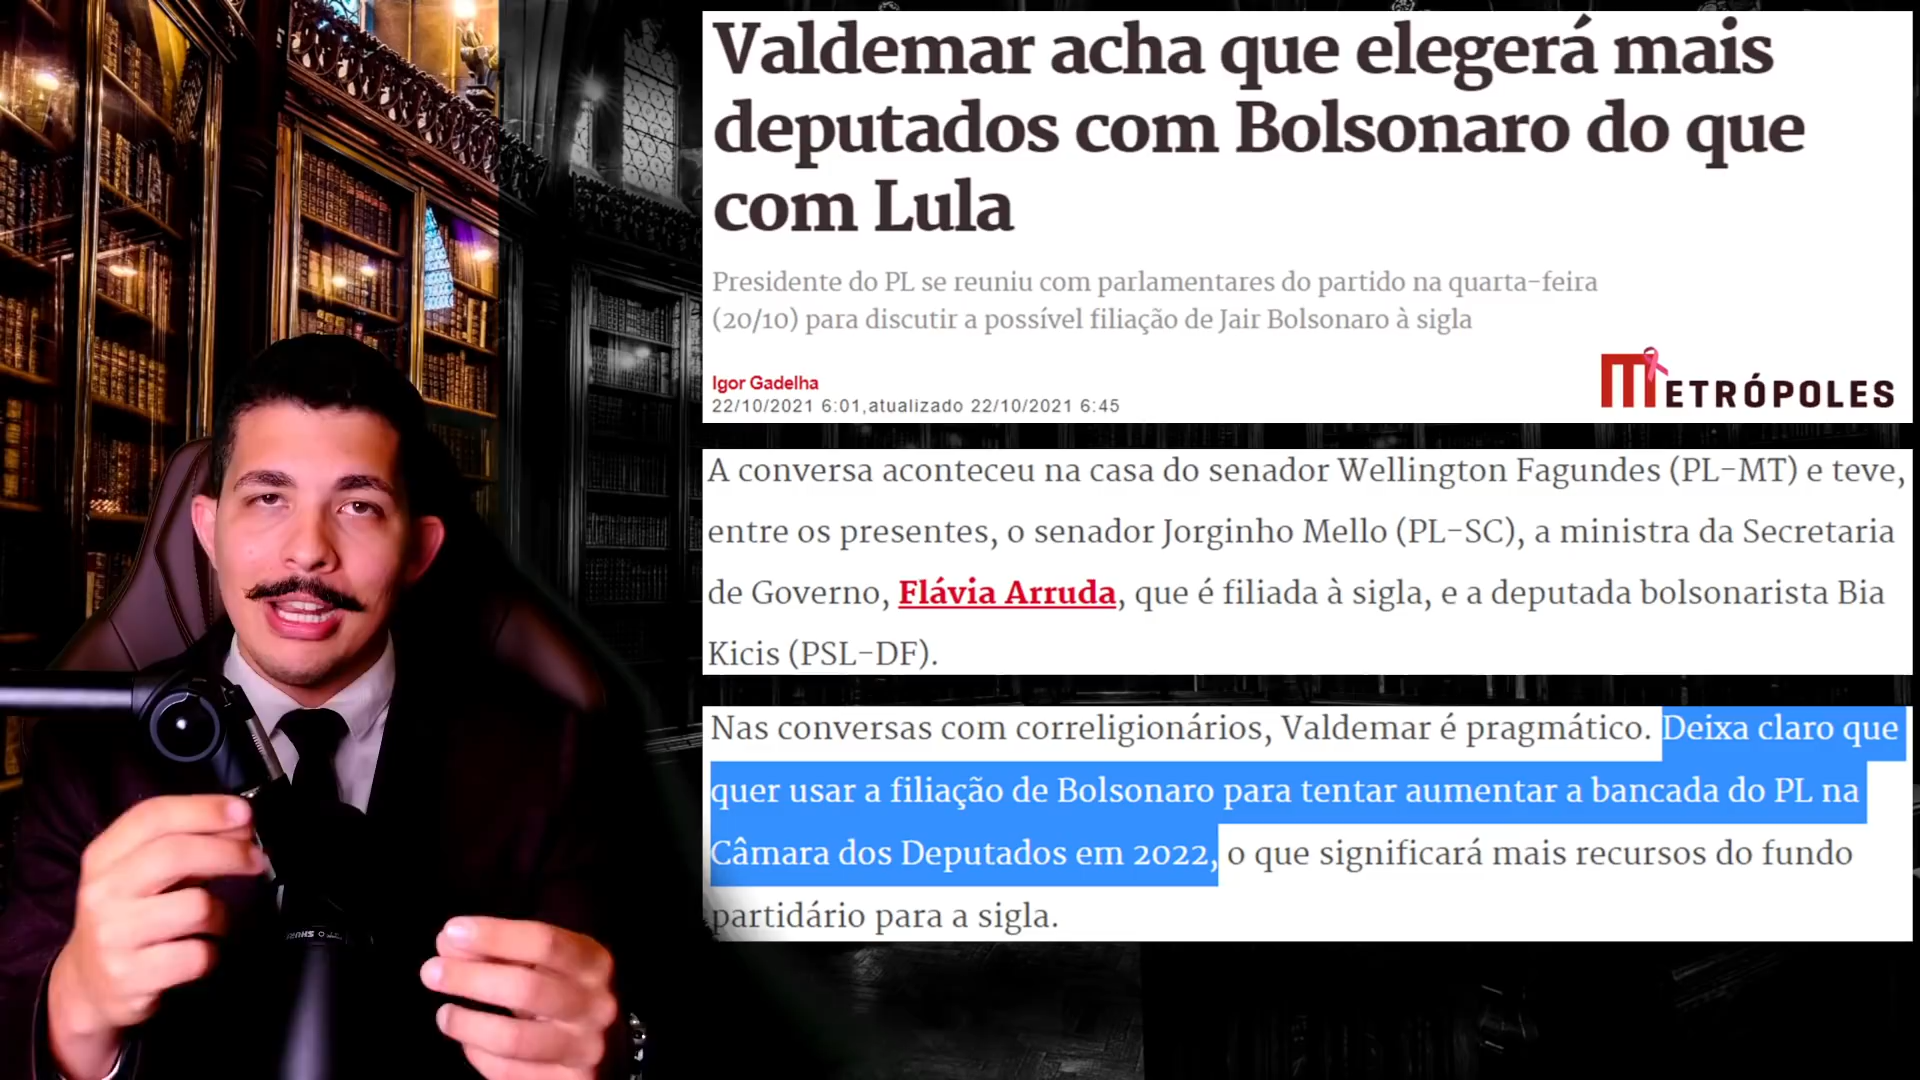 Valdemar acha que elegerá mais
deputados com Bolsonaro do que
com Lula
Presidente do PL se reuniu com parlamentares do partido na quarta-feira
(20/10) para discutir a possível filiação de Jair Bolsonaro à sigla
Igor Gadelha
22/10/2021 6:01,atualizado 22/10/2021 6:45
METRÓPOLES
A conversa aconteceu na casa do senador Wellington Fagundes (PL-MT) e teve,
entre os presentes, o senador Jorginho Mello (PL-SC), a ministra da Secretaria
de Governo, Flávia Arruda, que é filiada à sigla, e a deputada bolsonarista Bia
Kicis (PSL-DF).
Nas conversas com correligionários, Valdemar é pragmático. Deixa claro que
quer usar a filiação de Bolsonaro para tentar aumentar a bancada do PL na
Câmara dos Deputados em 2022, o que significará mais recursos do fundo
partidário para a sigla.
SHURE